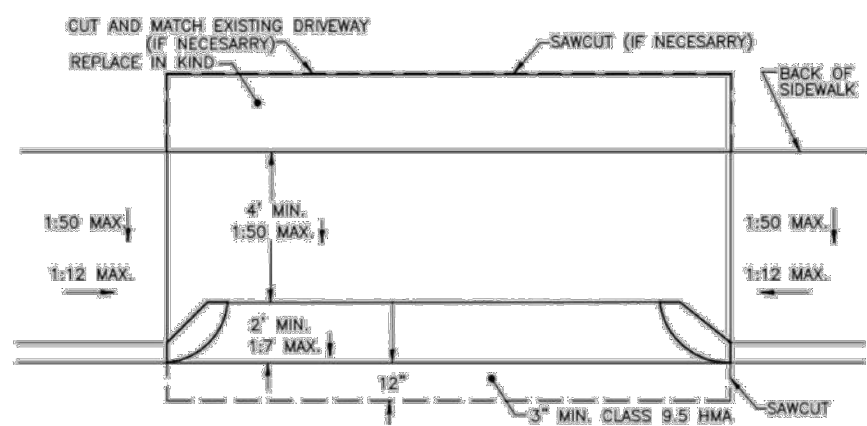 CUT AND MATCH EXISTING DRIVEWAY
(IF NECESARRY)
REPLACE IN KIND
SAWCUT (IF NECESARRY)
BACK OF
SIDEWALK
1:50 MAX.
1:12 MAX.
4' MIN.
1:50 MAX.
1:50 MAX.
1:12 MAX.
2' MIN.
1:7 MAX.
12"
3" MIN. CLASS 9.5 HMA
SAWCUT